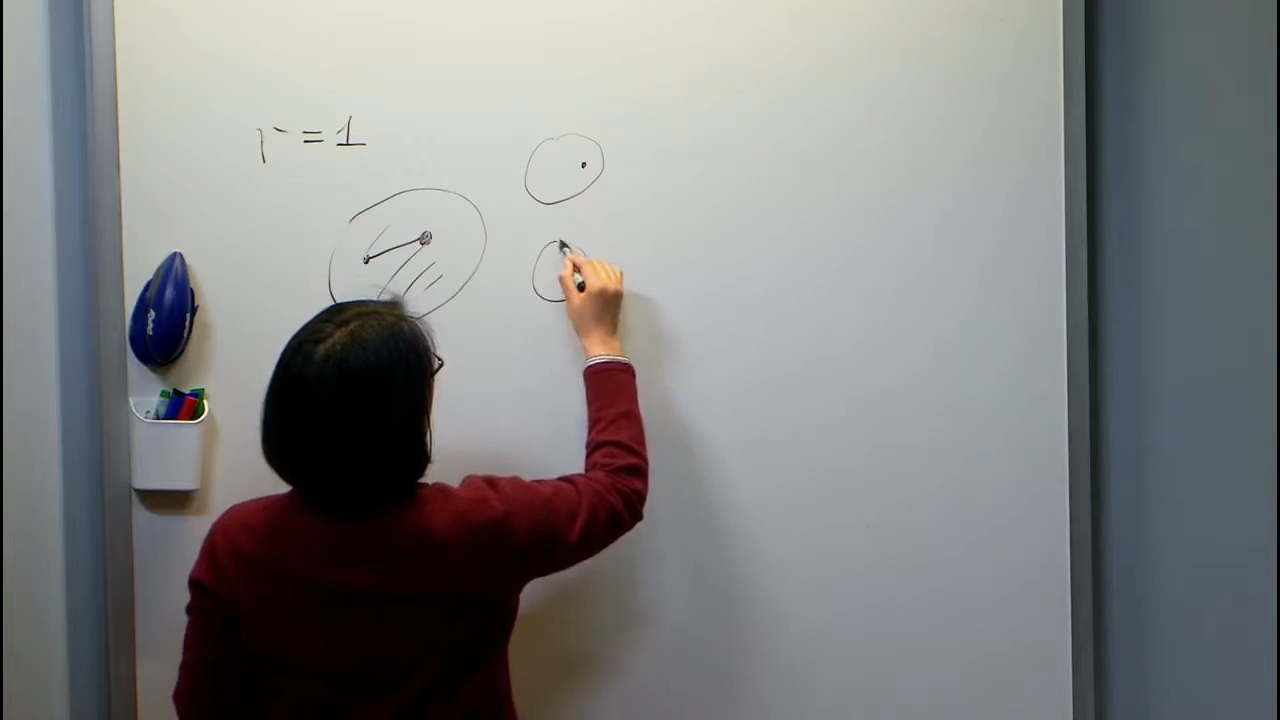 r = 1